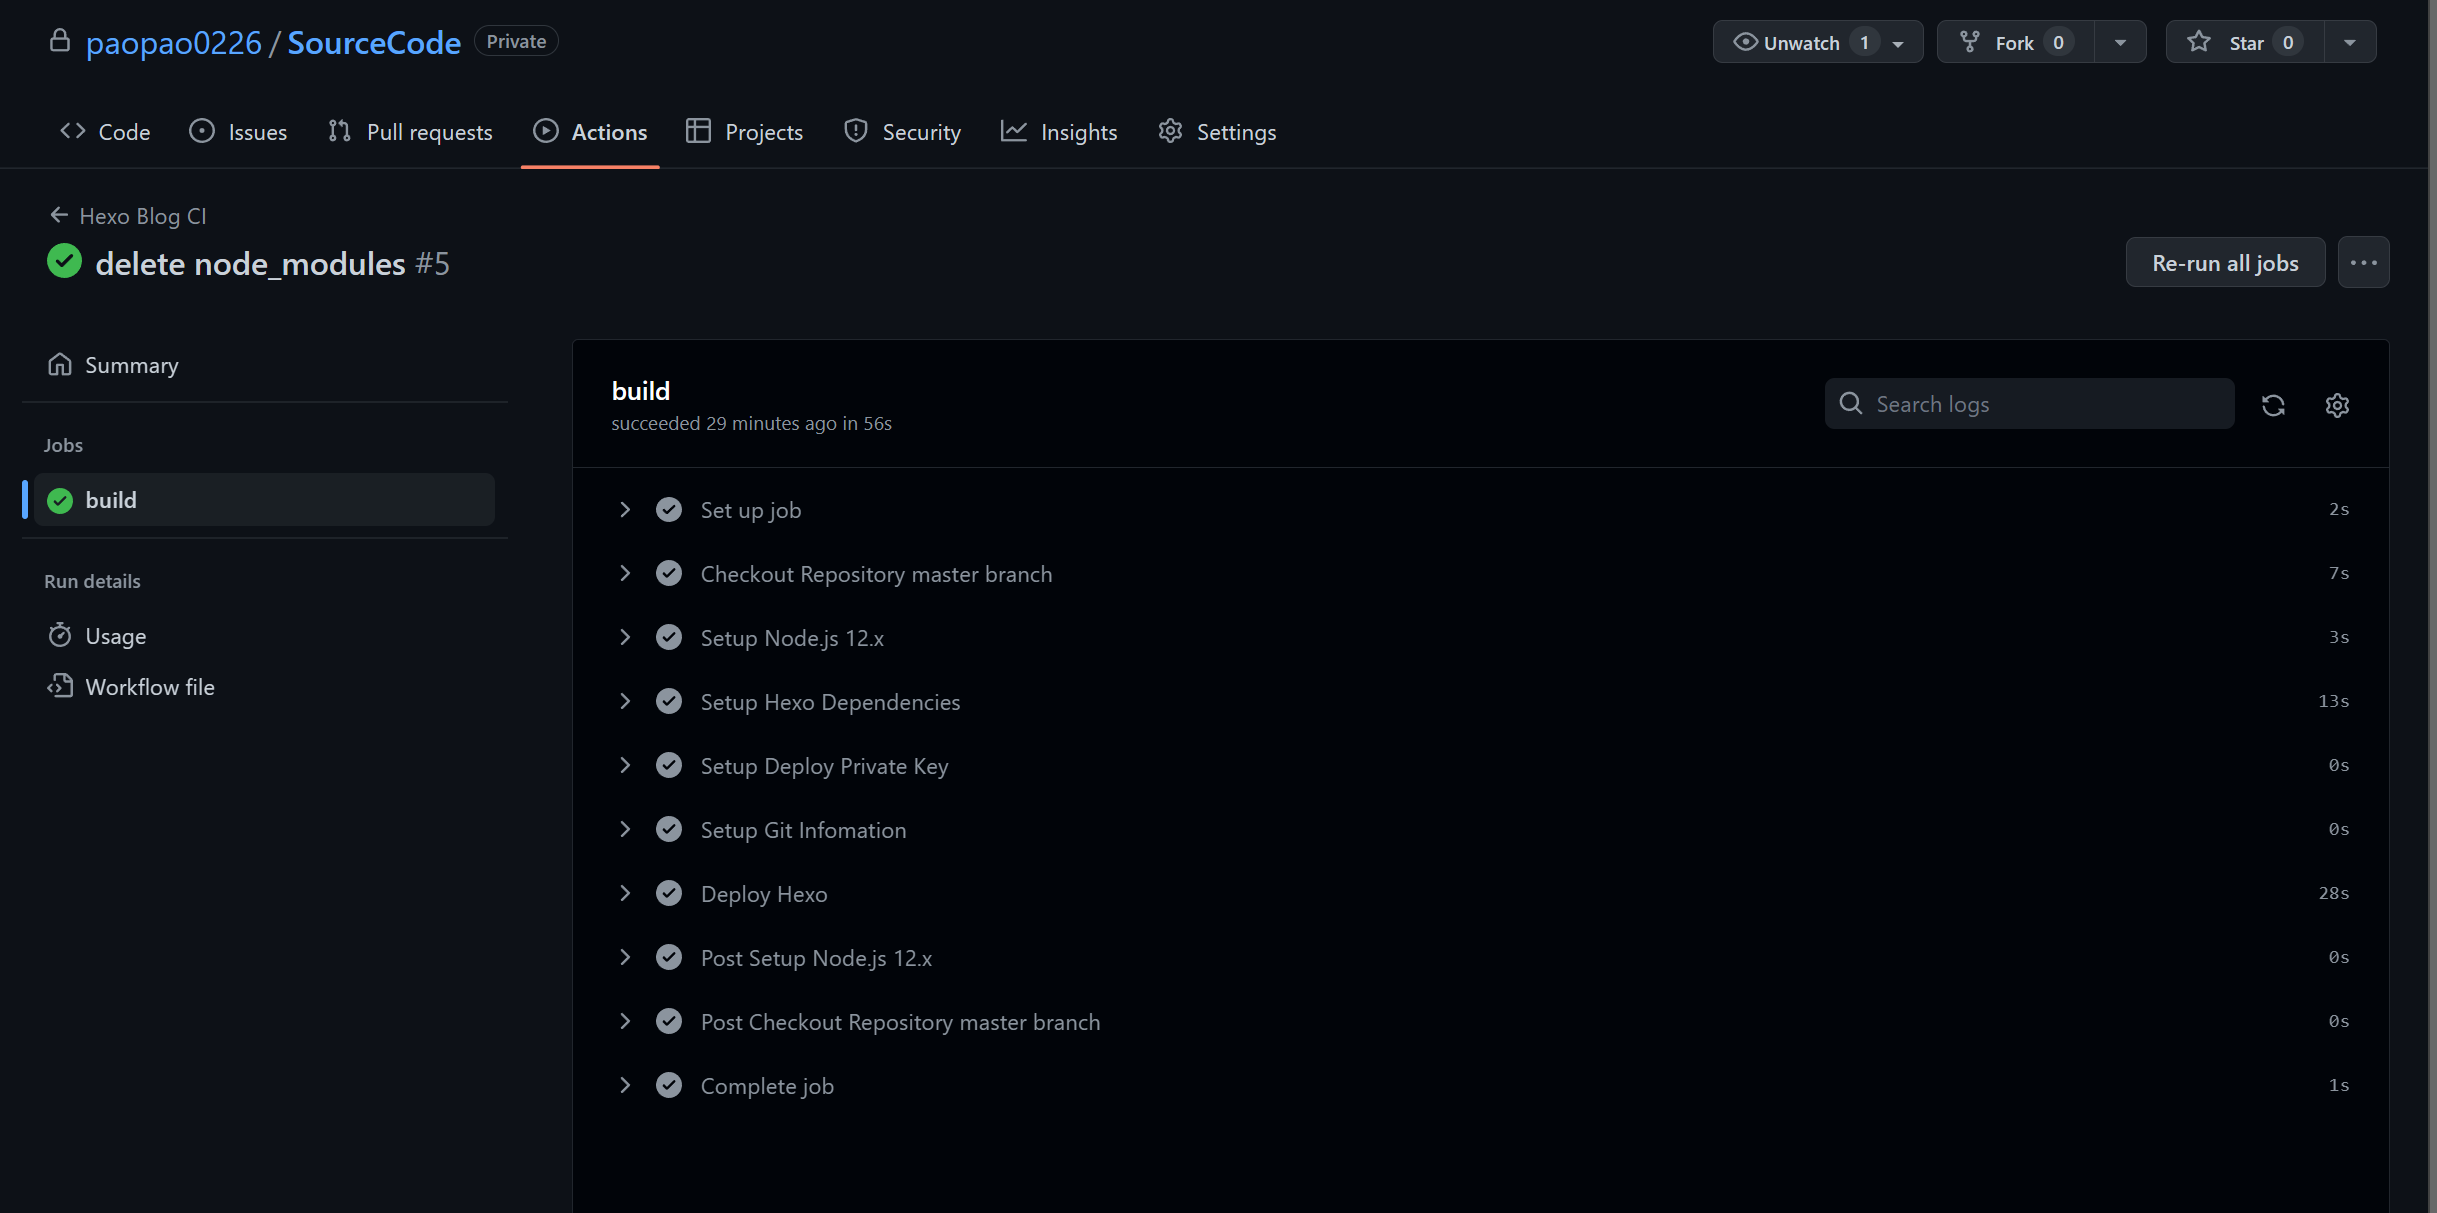 paopao0226 / SourceCode Private
Unwatch 1
Fork 0
Star 0
Code Issues Pull requests Actions Projects Security Insights Settings
Hexo Blog CI
delete node_modules #5
Re-run all jobs
Summary
Jobs
build
Run details
Usage
Workflow file
build
succeeded 29 minutes ago in 56s
Search logs
Set up job 2s
Checkout Repository master branch 7s
Setup Node.js 12.x 3s
Setup Hexo Dependencies 13s
Setup Deploy Private Key 0s
Setup Git Infomation 0s
Deploy Hexo 28s
Post Setup Node.js 12.x 0s
Post Checkout Repository master branch 0s
Complete job 1s